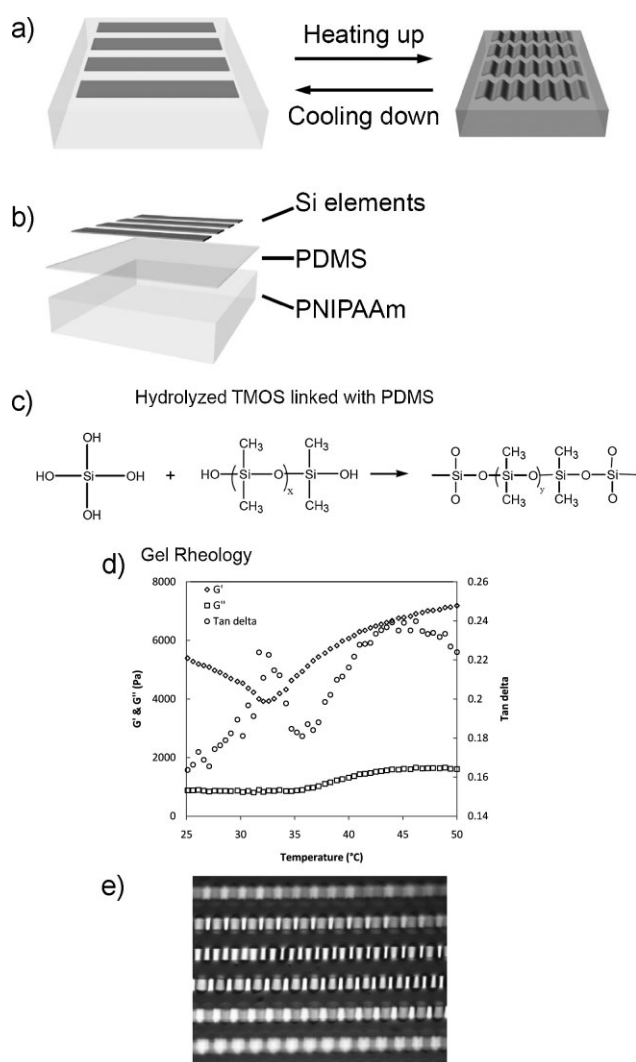 a)
Heating up
Cooling down
b)
Si elements
PDMS
PNIPAAm
c)
Hydrolyzed TMOS linked with PDMS
OH
HO—Si—OH
OH
+
CH₃ CH₃
HO—(Si—O)ₓ—Si—OH
CH₃ CH₃
O CH₃ CH₃ O
—Si—O—(Si—O)ᵧ—Si—O—Si—
O CH₃ CH₃ O
d)
Gel Rheology
8000
6000
4000
2000
0
G' & G'' (Pa)
G'
G''
Tan delta
0.26
0.24
0.22
0.2
0.18
0.16
0.14
Tan delta
25 30 35 40 45 50
Temperature (°C)
e)